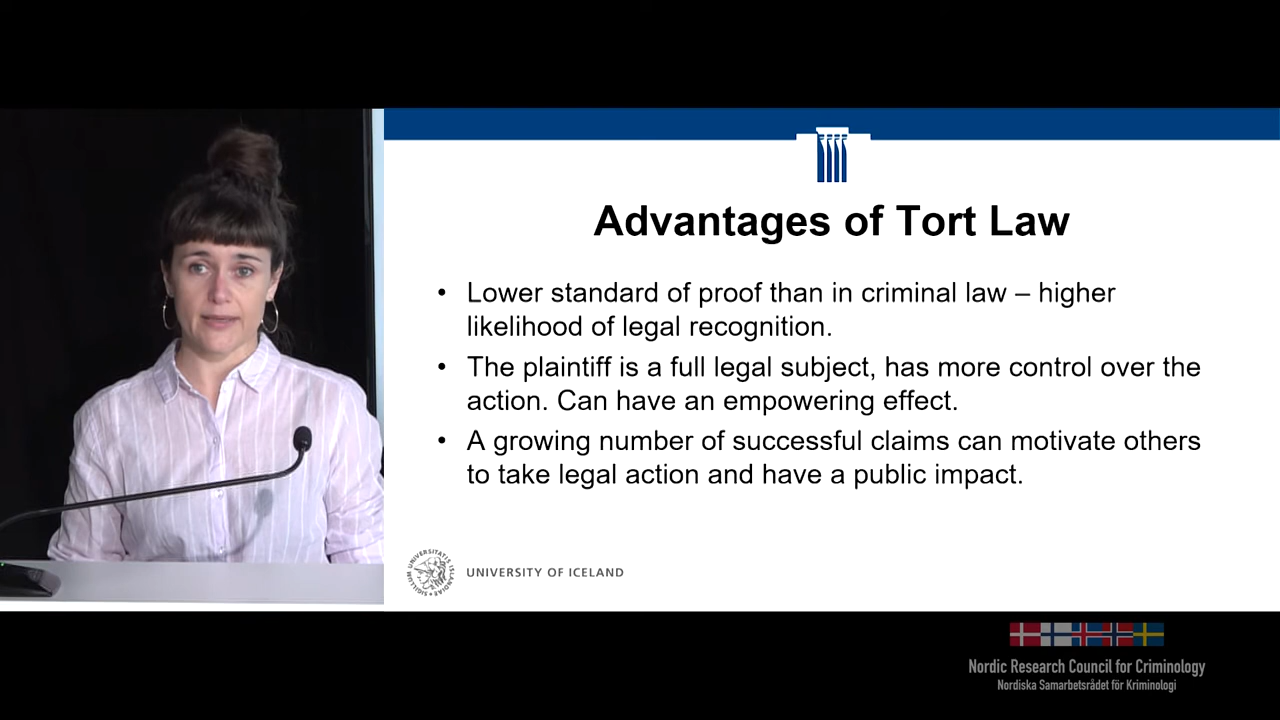 Advantages of Tort Law
• Lower standard of proof than in criminal law – higher
likelihood of legal recognition.
• The plaintiff is a full legal subject, has more control over the
action. Can have an empowering effect.
• A growing number of successful claims can motivate others
to take legal action and have a public impact.
SIGILLUM UNIVERSITATIS ISLANDIAE
UNIVERSITY OF ICELAND
Nordic Research Council for Criminology
Nordiska Samarbetsrådet för Kriminologi